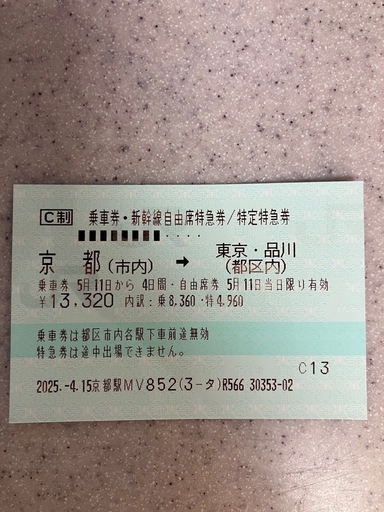 C制 乗車券・新幹線自由席特急券/特定特急券
■■■■■■■■・・・・
京都(市内) → 東京・品川(都区内)
乗車券 5月11日から 4日間・自由席券 5月11日当日限り有効
¥13,320 内訳:乗8,360・特4,960
乗車券は都区市内各駅下車前途無効
特急券は途中出場できません。
C13
2025.-4.15京都駅MV852(3-タ)R566 30353-02